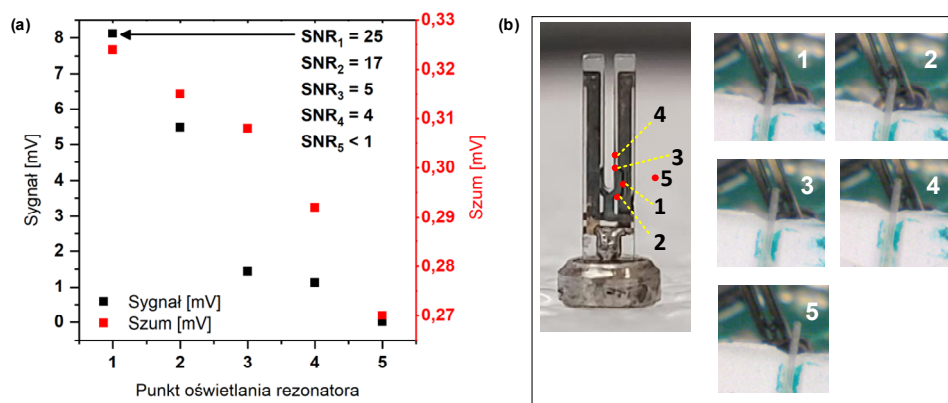 (a)
SNR1 = 25
SNR2 = 17
SNR3 = 5
SNR4 = 4
SNR5 < 1
Sygnał [mV]
8
7
6
5
4
3
2
1
0
Szum [mV]
0,33
0,32
0,31
0,30
0,29
0,28
0,27
Sygnał [mV]
Szum [mV]
1 2 3 4 5
Punkt oświetlania rezonatora
(b)
4
3
5
1
2
1
2
3
4
5